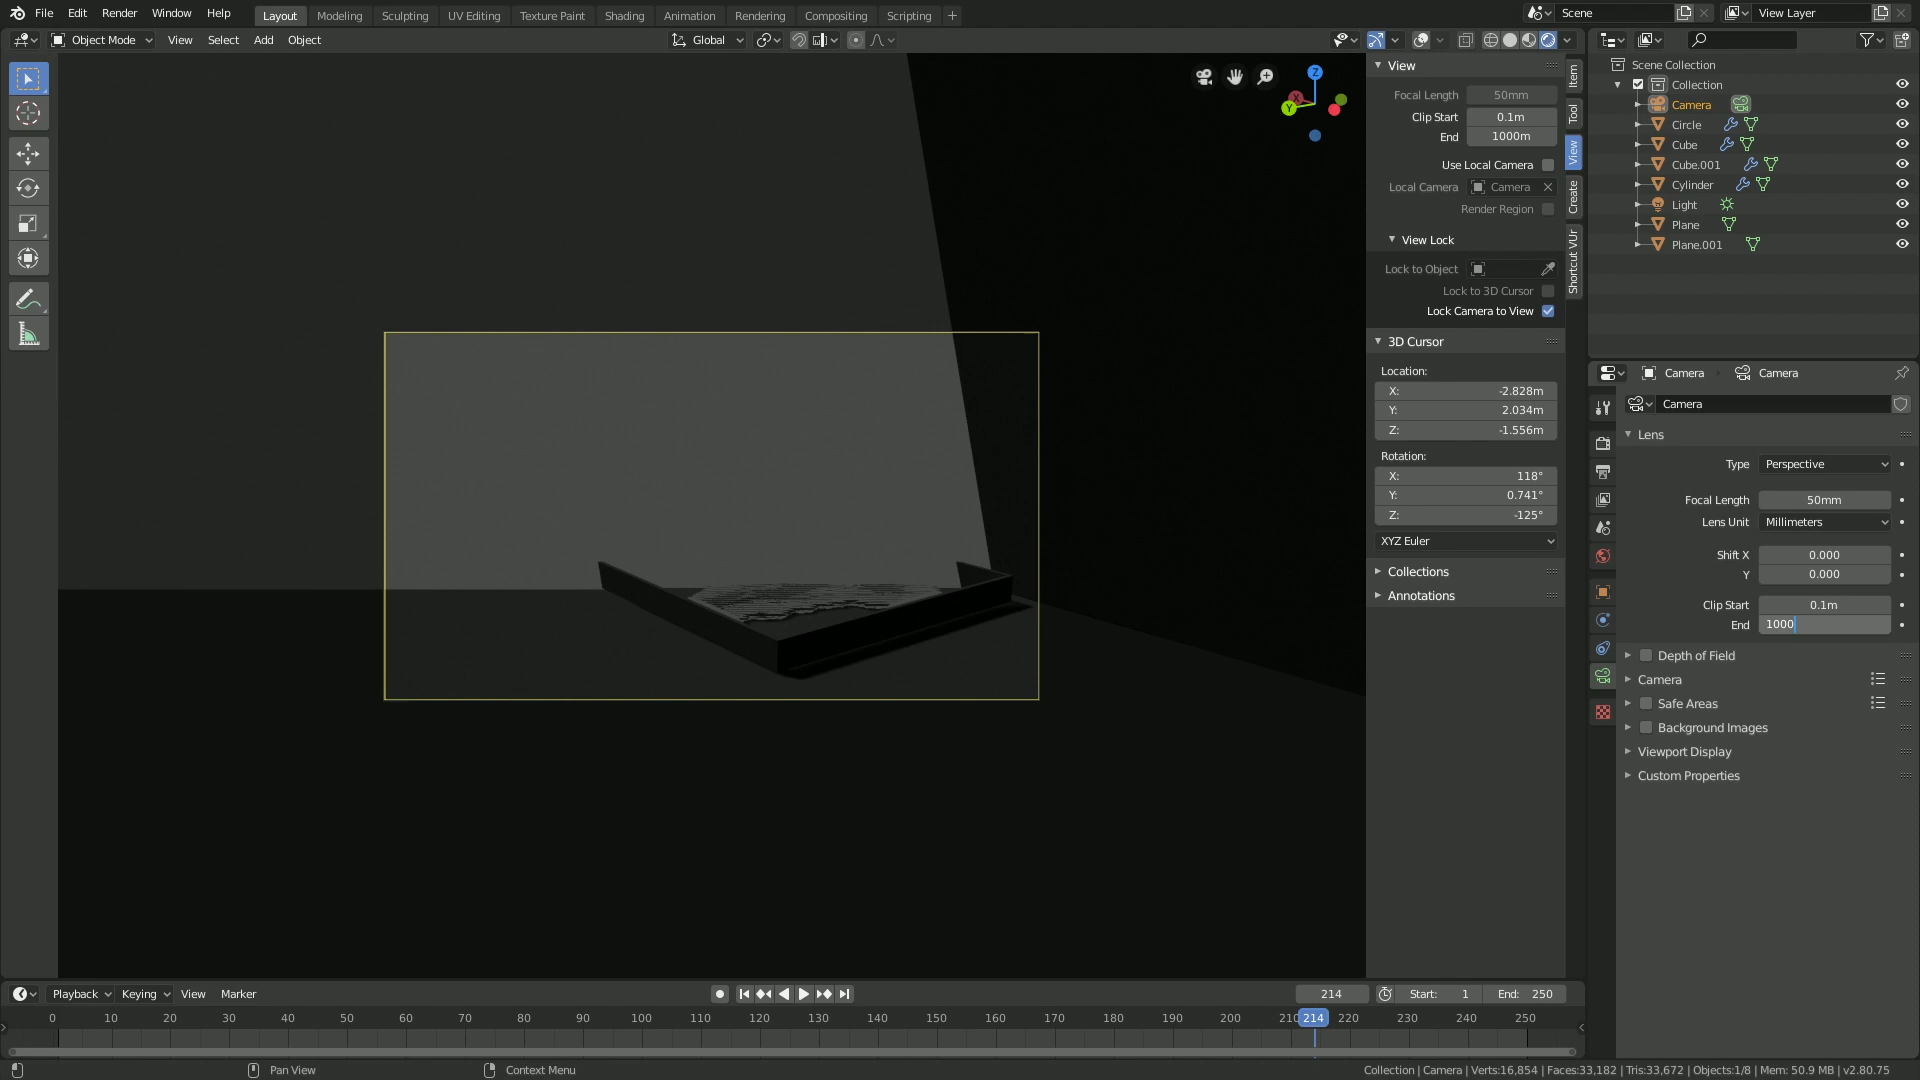 File Edit Render Window Help
Layout Modeling Sculpting UV Editing Texture Paint Shading Animation Rendering Compositing Scripting +
Scene
View Layer
Object Mode View Select Add Object
Global
View
Focal Length 50mm
Clip Start 0.1m
End 1000m
Use Local Camera
Local Camera Camera
Render Region
View Lock
Lock to Object
Lock to 3D Cursor
Lock Camera to View
3D Cursor
Location:
X: -2.828m
Y: 2.034m
Z: -1.556m
Rotation:
X: 118°
Y: 0.741°
Z: -125°
XYZ Euler
Collections
Annotations
Item
Tool
View
Create
Shortcut VUr
Z
X
Y
Scene Collection
Collection
Camera
Circle
Cube
Cube.001
Cylinder
Light
Plane
Plane.001
Camera Camera
Camera
Lens
Type Perspective
Focal Length 50mm
Lens Unit Millimeters
Shift X 0.000
Y 0.000
Clip Start 0.1m
End 1000
Depth of Field
Camera
Safe Areas
Background Images
Viewport Display
Custom Properties
Playback Keying View Marker
214
Start: 1
End: 250
0 10 20 30 40 50 60 70 80 90 100 110 120 130 140 150 160 170 180 190 200 210 214 220 230 240 250
Pan View
Context Menu
Collection | Camera | Verts:16,854 | Faces:33,182 | Tris:33,672 | Objects:1/8 | Mem: 50.9 MB | v2.80.75